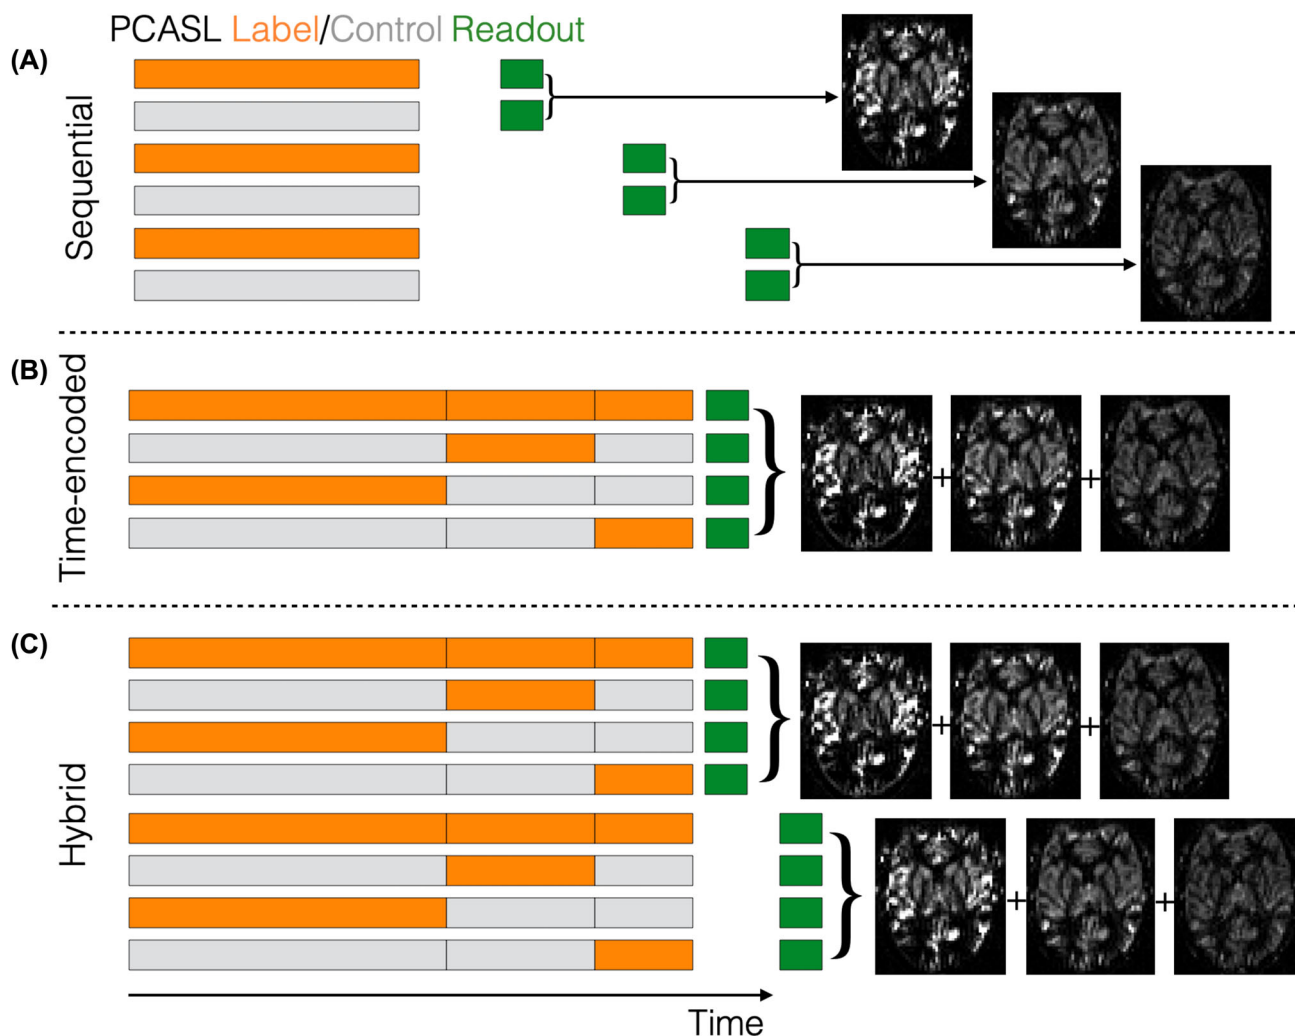 PCASL Label/Control Readout
(A)
Sequential
(B)
Time-encoded
+
+
(C)
Hybrid
+
+
+
+
Time